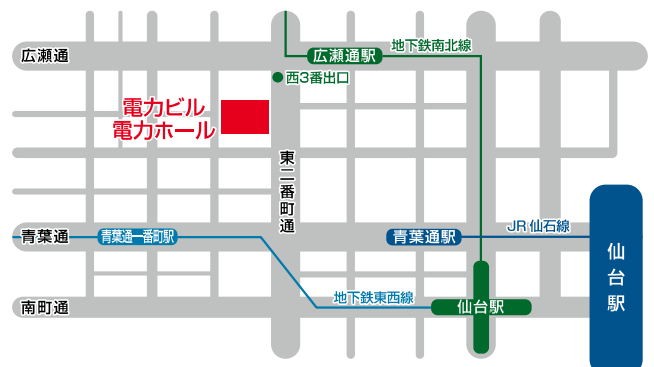 広瀬通
広瀬通駅
地下鉄南北線
西3番出口
電力ビル
電力ホール
東二番町通
青葉通
青葉通一番町駅
青葉通駅
JR 仙石線
仙台駅
地下鉄東西線
仙台駅
南町通